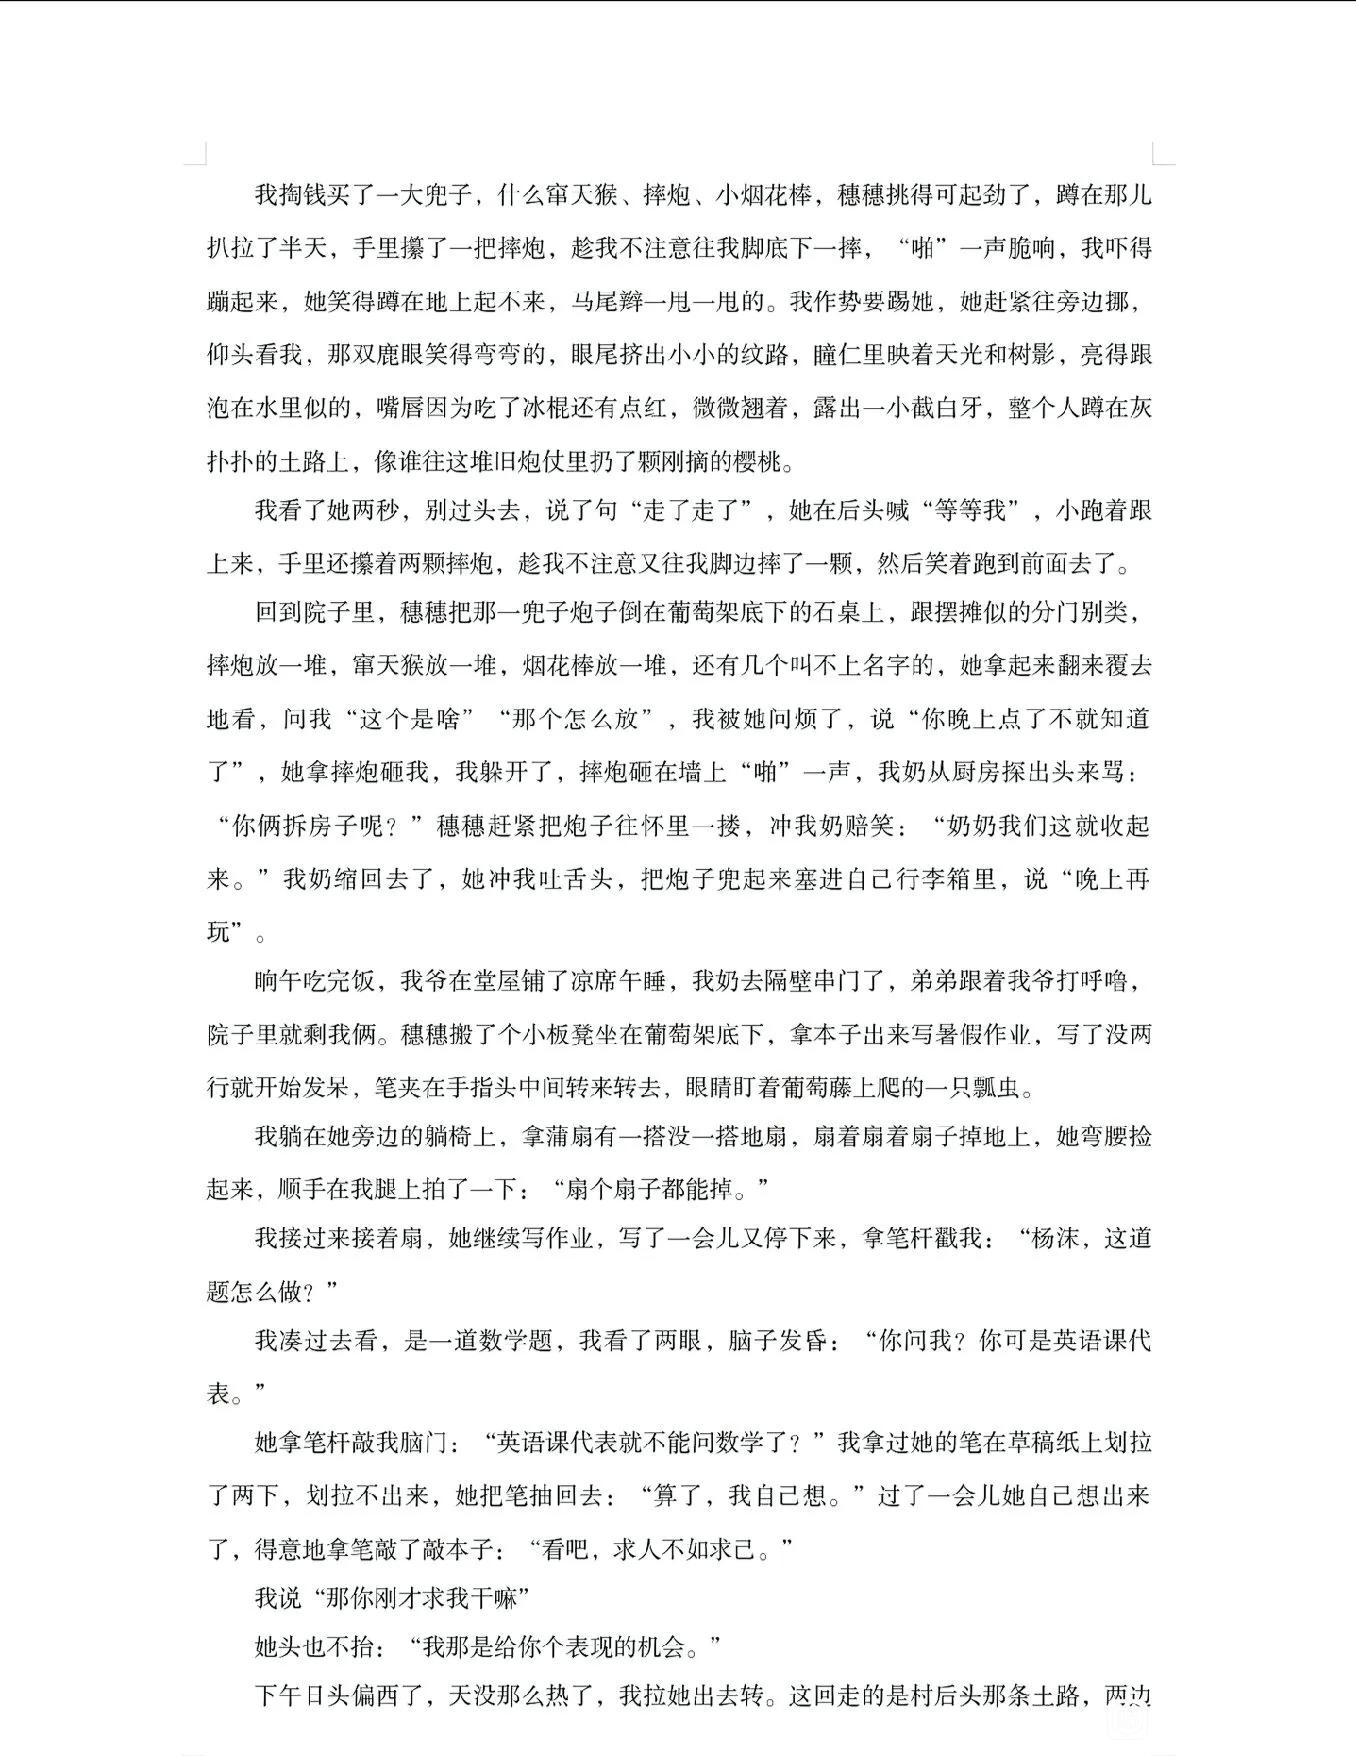 我掏钱买了一大兜子，什么窜天猴、摔炮、小烟花棒，穗穗挑得可起劲了，蹲在那儿
扒拉了半天，手里攥了一把摔炮，趁我不注意往我脚底下一摔，“啪”一声脆响，我吓得
蹦起来，她笑得蹲在地上起不来，马尾辫一甩一甩的。我作势要踢她，她赶紧往旁边挪，
仰头看我，那双鹿眼笑得弯弯的，眼尾挤出小小的纹路，瞳仁里映着天光和树影，亮得跟
泡在水里似的，嘴唇因为吃了冰棍还有点红，微微翘着，露出一小截白牙，整个人蹲在灰
扑扑的土路上，像谁往这堆旧炮仗里扔了颗刚摘的樱桃。
我看了她两秒，别过头去，说了句“走了走了”，她在后头喊“等等我”，小跑着跟
上来，手里还攥着两颗摔炮，趁我不注意又往我脚边摔了一颗，然后笑着跑到前面去了。
回到院子里，穗穗把那一兜子炮子倒在葡萄架底下的石桌上，跟摆摊似的分门别类，
摔炮放一堆，窜天猴放一堆，烟花棒放一堆，还有几个叫不上名字的，她拿起来翻来覆去
地看，问我“这个是啥”“那个怎么放”，我被她问烦了，说“你晚上点了不就知道
了”，她拿摔炮砸我，我躲开了，摔炮砸在墙上“啪”一声，我奶从厨房探出头来骂：
“你俩拆房子呢？”穗穗赶紧把炮子往怀里一搂，冲我奶赔笑：“奶奶我们这就收起
来。”我奶缩回去了，她冲我吐舌头，把炮子兜起来塞进自己行李箱里，说“晚上再
玩”。
晌午吃完饭，我爷在堂屋铺了凉席午睡，我奶去隔壁串门了，弟弟跟着我爷打呼噜，
院子里就剩我俩。穗穗搬了个小板凳坐在葡萄架底下，拿本子出来写暑假作业，写了没两
行就开始发呆，笔夹在手指头中间转来转去，眼睛盯着葡萄藤上爬的一只瓢虫。
我躺在她旁边的躺椅上，拿蒲扇有一搭没一搭地扇，扇着扇着扇子掉地上，她弯腰捡
起来，顺手在我腿上拍了一下：“扇个扇子都能掉。”
我接过来接着扇，她继续写作业，写了一会儿又停下来，拿笔杆戳我：“杨沫，这道
题怎么做？”
我凑过去看，是一道数学题，我看了两眼，脑子发昏：“你问我？你可是英语课代
表。”
她拿笔杆敲我脑门：“英语课代表就不能问数学了？”我拿过她的笔在草稿纸上划拉
了两下，划拉不出来，她把笔抽回去：“算了，我自己想。”过了一会儿她自己想出来
了，得意地拿笔敲了敲本子：“看吧，求人不如求己。”
我说“那你刚才求我干嘛”
她头也不抬：“我那是给你个表现的机会。”
下午日头偏西了，天没那么热了，我拉她出去转。这回走的是村后头那条土路，两边